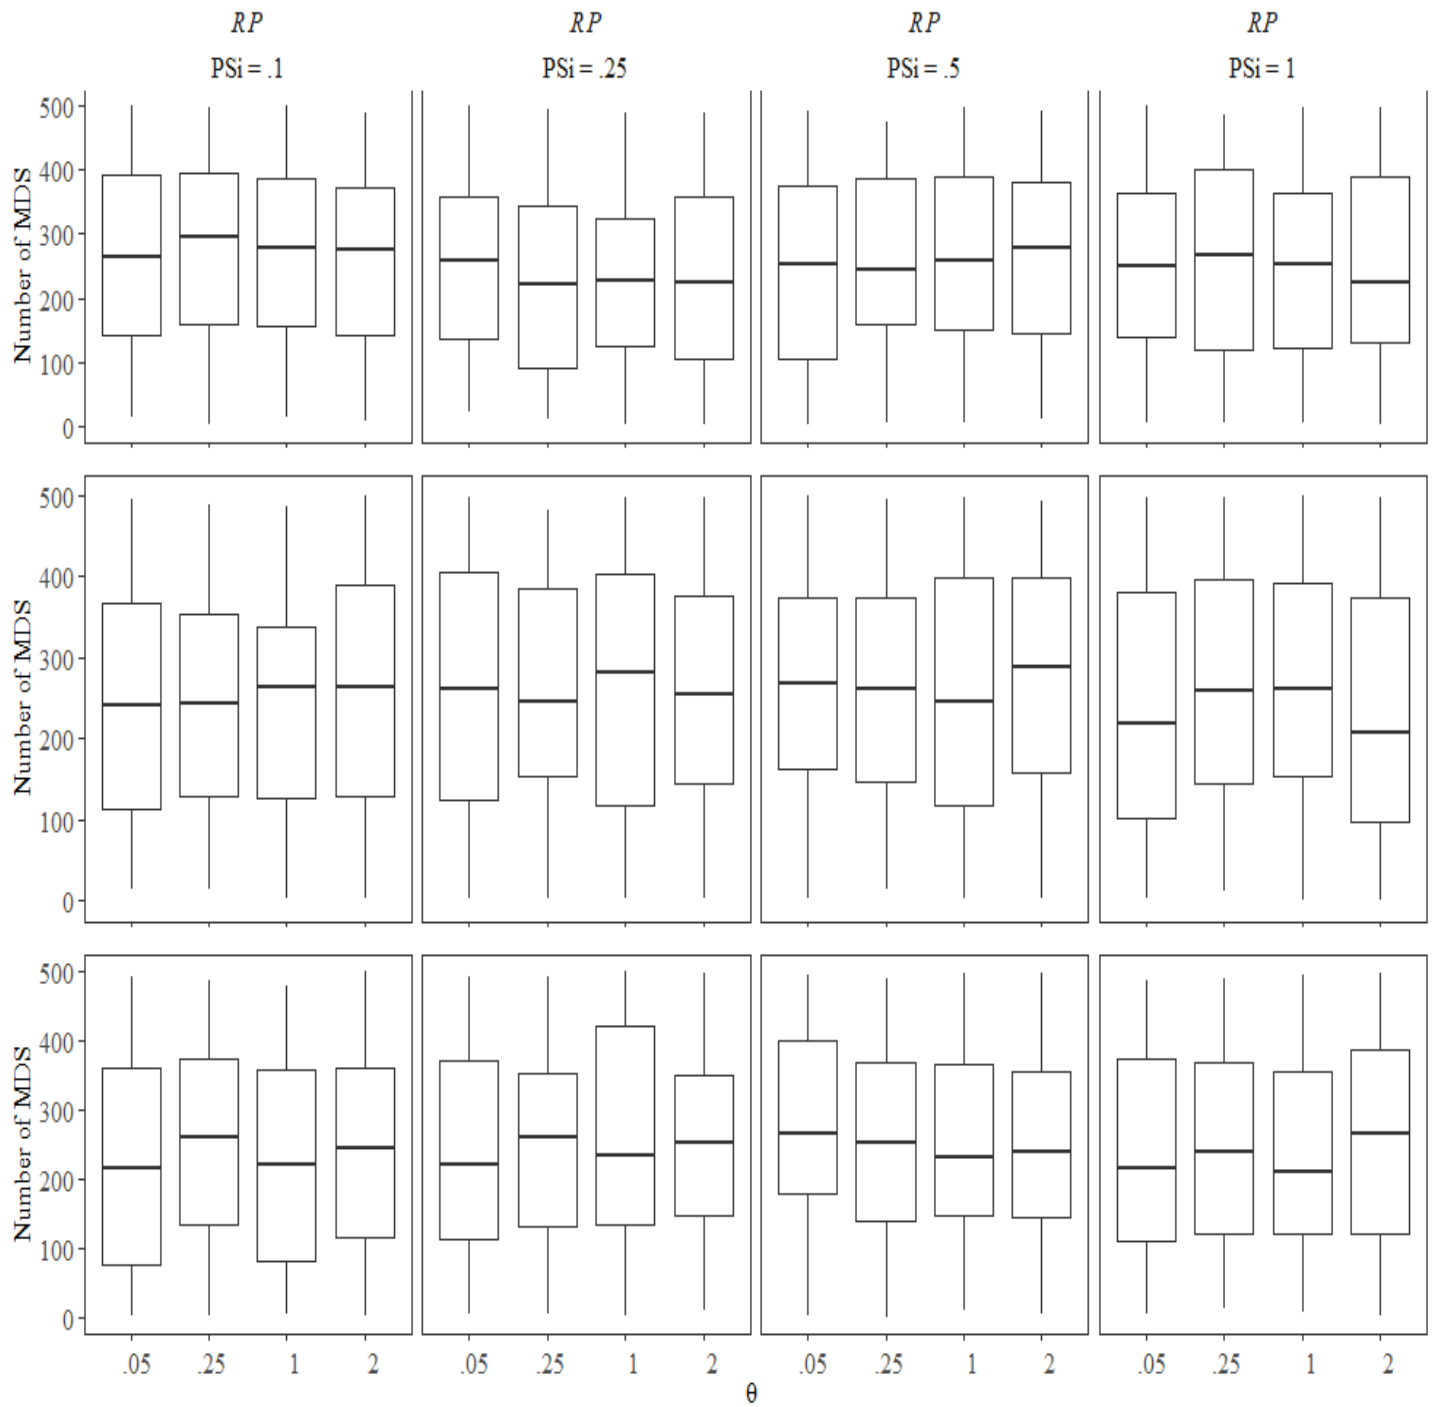 RP RP RP RP
PSi = .1 PSi = .25 PSi = .5 PSi = 1
Number of MDS
500
400
300
200
100
0
Number of MDS
500
400
300
200
100
0
Number of MDS
500
400
300
200
100
0
.05 .25 1 2 .05 .25 1 2 .05 .25 1 2 .05 .25 1 2
θ